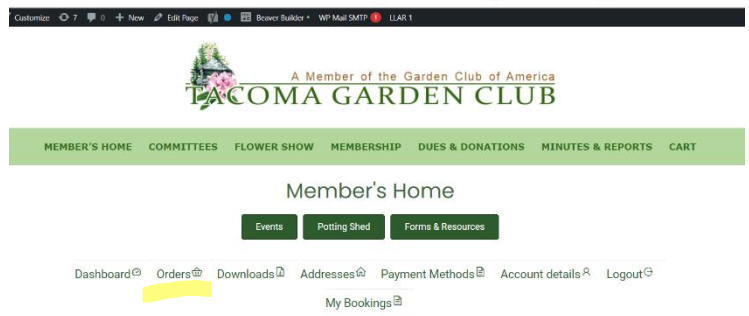 Customize 7 0 + New Edit Page Beaver Builder WP Mail SMTP 1 LLAR 1
A Member of the Garden Club of America
TACOMA GARDEN CLUB
MEMBER'S HOME COMMITTEES FLOWER SHOW MEMBERSHIP DUES & DONATIONS MINUTES & REPORTS CART
Member's Home
Events Potting Shed Forms & Resources
Dashboard Orders Downloads Addresses Payment Methods Account details Logout
My Bookings